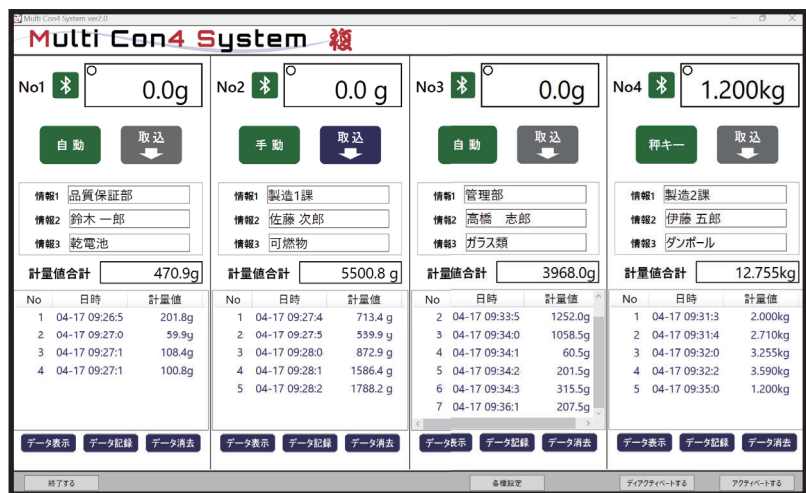 Multi Con4 System ver2.0
Multi Con4 System 複
No1
0.0g
自動
取込
情報1 品質保証部
情報2 鈴木 一郎
情報3 乾電池
計量値合計 470.9g
No 日時 計量値
1 04-17 09:26:5 201.8g
2 04-17 09:27:0 59.9g
3 04-17 09:27:1 108.4g
4 04-17 09:27:1 100.8g
データ表示 データ記録 データ消去
No2
0.0 g
手動
取込
情報1 製造1課
情報2 佐藤 次郎
情報3 可燃物
計量値合計 5500.8 g
No 日時 計量値
1 04-17 09:27:4 713.4 g
2 04-17 09:27:5 539.9 g
3 04-17 09:28:0 872.9 g
4 04-17 09:28:1 1586.4 g
5 04-17 09:28:2 1788.2 g
データ表示 データ記録 データ消去
No3
0.0g
自動
取込
情報1 管理部
情報2 高橋 志郎
情報3 ガラス類
計量値合計 3968.0g
No 日時 計量値
2 04-17 09:33:5 1252.0g
3 04-17 09:34:0 1058.5g
4 04-17 09:34:1 60.5g
5 04-17 09:34:2 201.5g
6 04-17 09:34:3 315.5g
7 04-17 09:36:1 207.5g
データ表示 データ記録 データ消去
No4
1.200kg
秤キー
取込
情報1 製造2課
情報2 伊藤 五郎
情報3 ダンボール
計量値合計 12.755kg
No 日時 計量値
1 04-17 09:31:3 2.000kg
2 04-17 09:31:4 2.710kg
3 04-17 09:32:0 3.255kg
4 04-17 09:32:2 3.590kg
5 04-17 09:35:0 1.200kg
データ表示 データ記録 データ消去
終了する 各種設定 ディアクティベートする アクティベートする